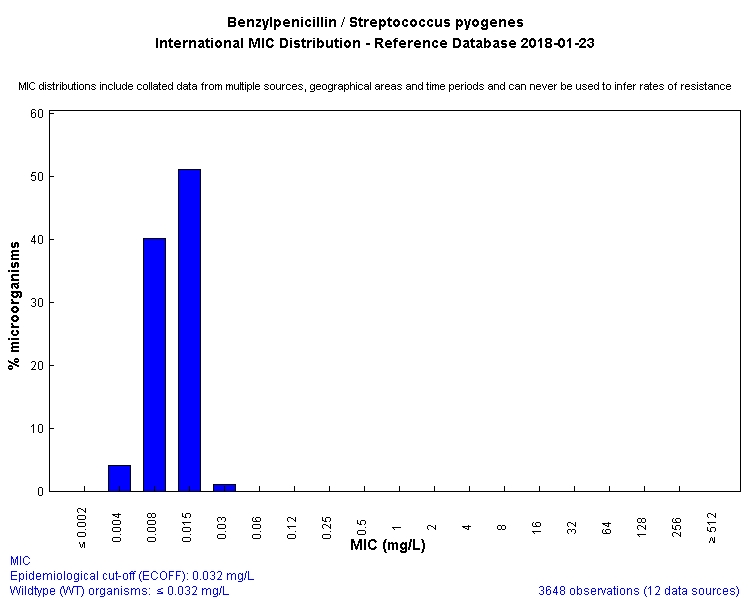 Benzylpenicillin / Streptococcus pyogenes
International MIC Distribution - Reference Database 2018-01-23
MIC distributions include collated data from multiple sources, geographical areas and time periods and can never be used to infer rates of resistance
60
50
40
30
20
10
0
% microorganisms
≤ 0.002
0.004
0.008
0.015
0.03
0.06
0.12
0.25
0.5
1
2
4
8
16
32
64
128
256
≥ 512
MIC (mg/L)
MIC
Epidemiological cut-off (ECOFF): 0.032 mg/L
Wildtype (WT) organisms: ≤ 0.032 mg/L
3648 observations (12 data sources)